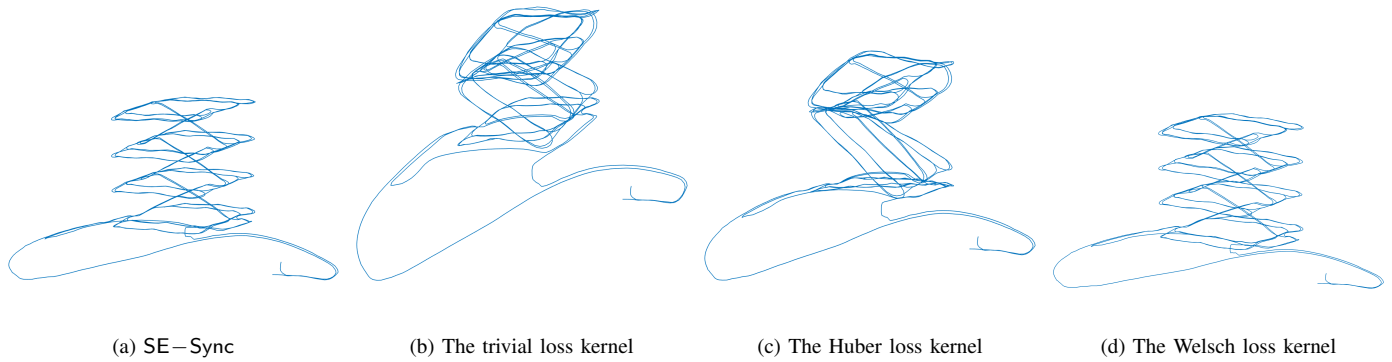 (a) SE−Sync
(b) The trivial loss kernel
(c) The Huber loss kernel
(d) The Welsch loss kernel